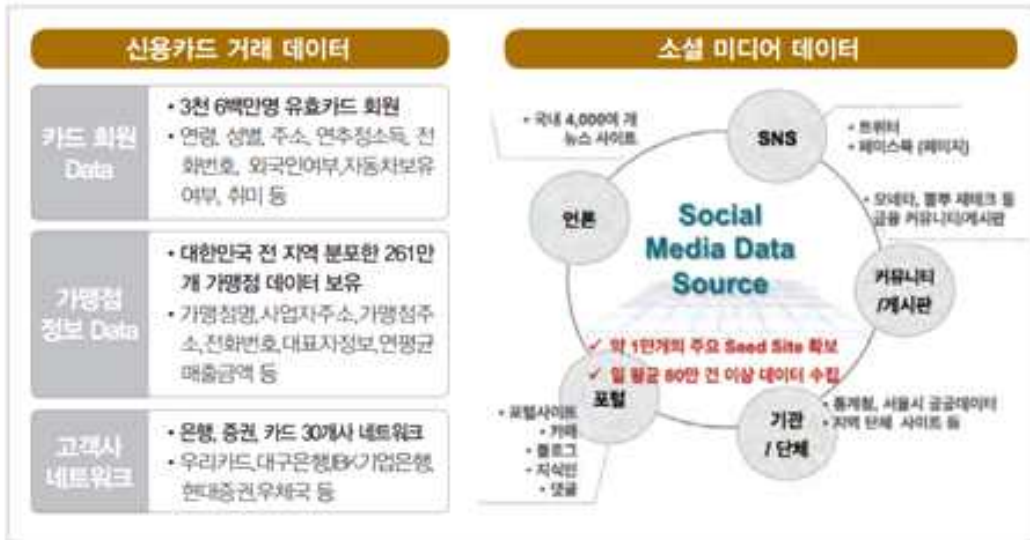 신용카드 거래 데이터
카드 회원
Data
• 3천 6백만명 유효카드 회원
• 연령, 성별, 주소, 연추정소득, 전
화번호, 외국인여부,자동차보유
여부, 취미 등
가맹점
정보 Data
• 대한민국 전 지역 분포한 261만
개 가맹점 데이터 보유
• 가맹점명,사업자주소,가맹점주
소,전화번호,대표자정보,연평균
매출금액 등
고객사
네트워크
• 은행, 증권, 카드 30개사 네트워크
• 우리카드,대구은행,IBK기업은행,
현대증권,우체국 등
소셜 미디어 데이터
• 국내 4,000여 개
뉴스 사이트
SNS
• 트위터
• 페이스북 (페이지)
언론
Social
Media Data
Source
• 모네타, 뽐뿌 재테크 등
금융 커뮤니티/게시판
커뮤니티
/게시판
✓ 약 1만개의 주요 Seed Site 확보
✓ 일 평균 80만 건 이상 데이터 수집
포털
• 포털사이트
• 카페
• 블로그
• 지식인
• 댓글
기관
/ 단체
• 통계청, 서울시 공공데이터
• 지역 단체 사이트 등